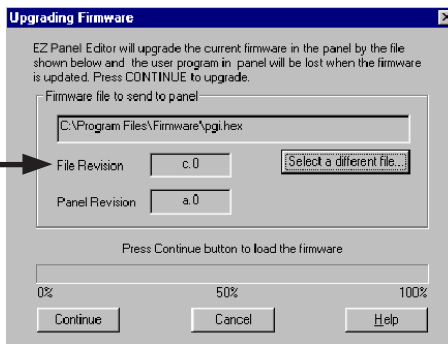 Upgrading Firmware
EZ Panel Editor will upgrade the current firmware in the panel by the file
shown below and the user program in panel will be lost when the firmware
is updated. Press CONTINUE to upgrade.
Firmware file to send to panel
C:\Program Files\Firmware\pgi.hex
File Revision c.0 Select a different file...
Panel Revision a.0
Press Continue button to load the firmware
0% 50% 100%
Continue Cancel Help